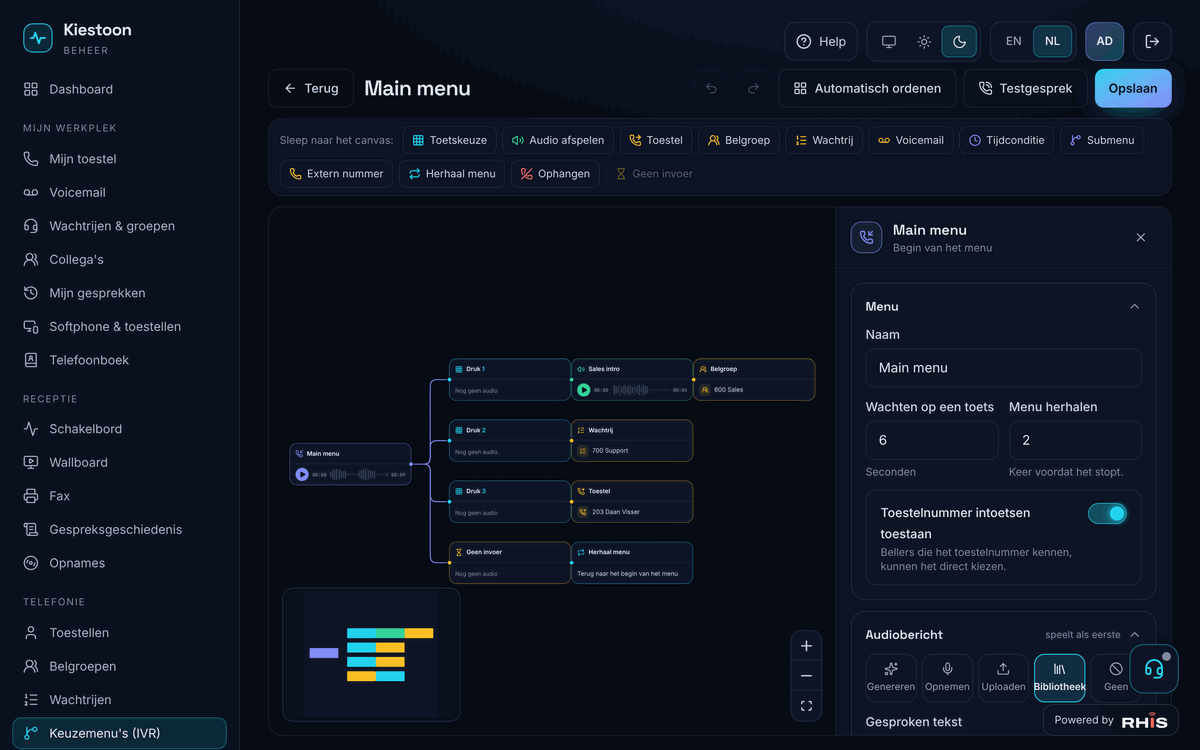 Kiestoon
BEHEER
Dashboard
MIJN WERKPLEK
Mijn toestel
Voicemail
Wachtrijen & groepen
Collega's
Mijn gesprekken
Softphone & toestellen
Telefoonboek
RECEPTIE
Schakelbord
Wallboard
Fax
Gespreksgeschiedenis
Opnames
TELEFONIE
Toestellen
Belgroepen
Wachtrijen
Keuzemenu's (IVR)
Help
EN
NL
AD
Terug
Main menu
Automatisch ordenen
Testgesprek
Opslaan
Sleep naar het canvas:
Toetskeuze
Audio afspelen
Toestel
Belgroep
Wachtrij
Voicemail
Tijdconditie
Submenu
Extern nummer
Herhaal menu
Ophangen
Geen invoer
Main menu
00:00
00:09
Druk 1
Nog geen audio
Sales intro
00:00
00:04
Belgroep
600 Sales
Druk 2
Nog geen audio
Wachtrij
700 Support
Druk 3
Nog geen audio
Toestel
203 Daan Visser
Geen invoer
Nog geen audio
Herhaal menu
Terug naar het begin van het menu
Main menu
Begin van het menu
Menu
Naam
Main menu
Wachten op een toets
Menu herhalen
6
2
Seconden
Keer voordat het stopt.
Toestelnummer intoetsen
toestaan
Bellers die het toestelnummer kennen,
kunnen het direct kiezen.
Audiobericht
speelt als eerste
Genereren
Opnemen
Uploaden
Bibliotheek
Geen
Gesproken tekst
Powered by RHIS